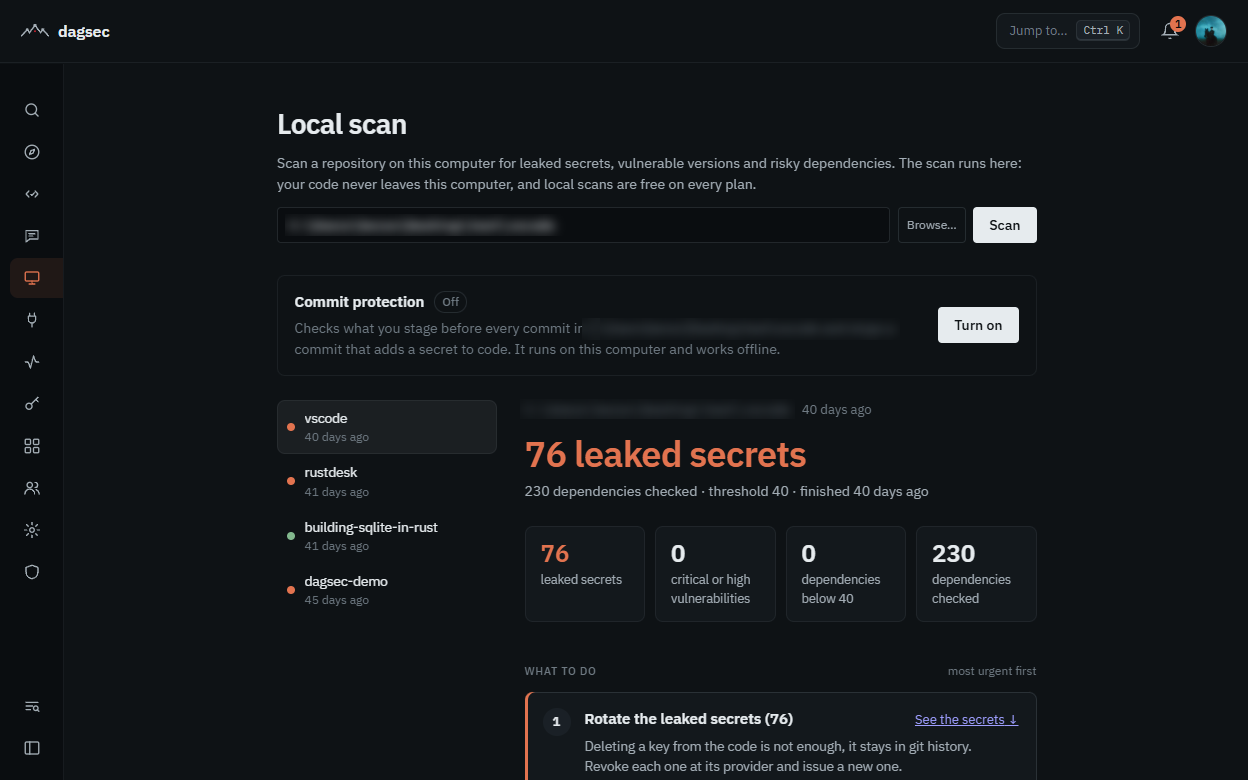 dagsec
Jump to...
Ctrl K
1
Local scan
Scan a repository on this computer for leaked secrets, vulnerable versions and risky dependencies. The scan runs here:
your code never leaves this computer, and local scans are free on every plan.
Browse...
Scan
Commit protection
Off
Checks what you stage before every commit in
commit that adds a secret to code. It runs on this computer and works offline.
Turn on
vscode
40 days ago
rustdesk
41 days ago
building-sqlite-in-rust
41 days ago
dagsec-demo
45 days ago
40 days ago
76 leaked secrets
230 dependencies checked · threshold 40 · finished 40 days ago
76
leaked secrets
0
critical or high
vulnerabilities
0
dependencies
below 40
230
dependencies
checked
WHAT TO DO
most urgent first
1
Rotate the leaked secrets (76)
See the secrets ↓
Deleting a key from the code is not enough, it stays in git history.
Revoke each one at its provider and issue a new one.